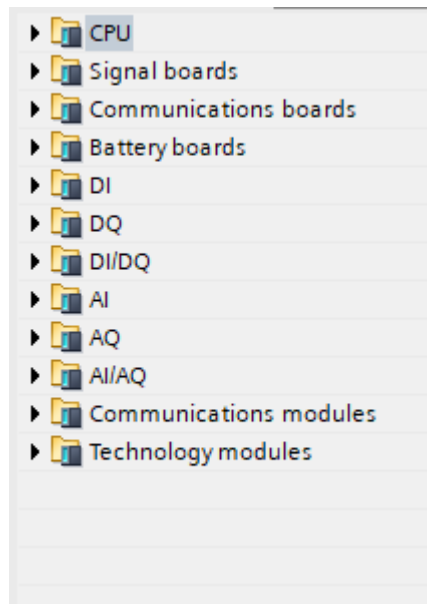 CPU
Signal boards
Communications boards
Battery boards
DI
DQ
DI/DQ
AI
AQ
AI/AQ
Communications modules
Technology modules